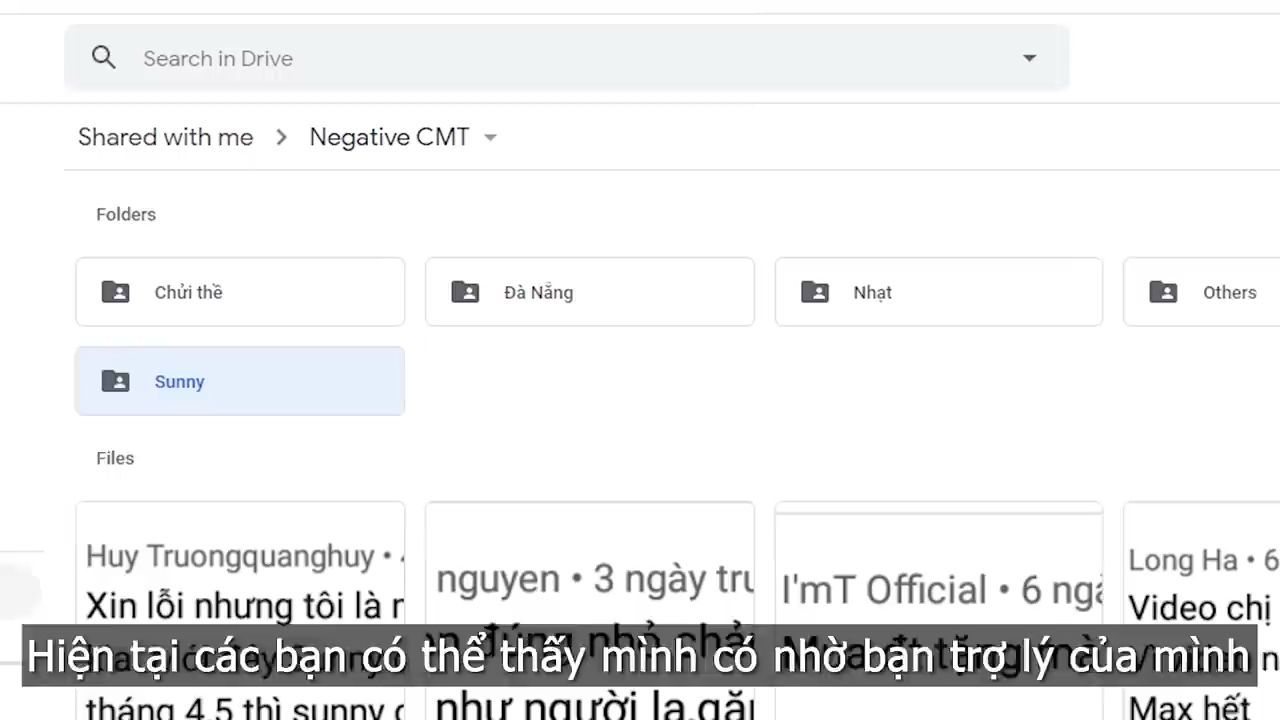 Search in Drive
Shared with me > Negative CMT
Folders
Chửi thề
Đà Nẵng
Nhạt
Others
Sunny
Files
Huy Truongquanghuy •
Xin lỗi nhưng tôi là
tháng 4.5 thì sunny
nguyen • 3 ngày
như người lạ.
I'mT Official • 6
Long Ha • 6
Video chị
Max hết
Hiện tại các bạn có thể thấy mình có nhờ bạn trợ lý của mình